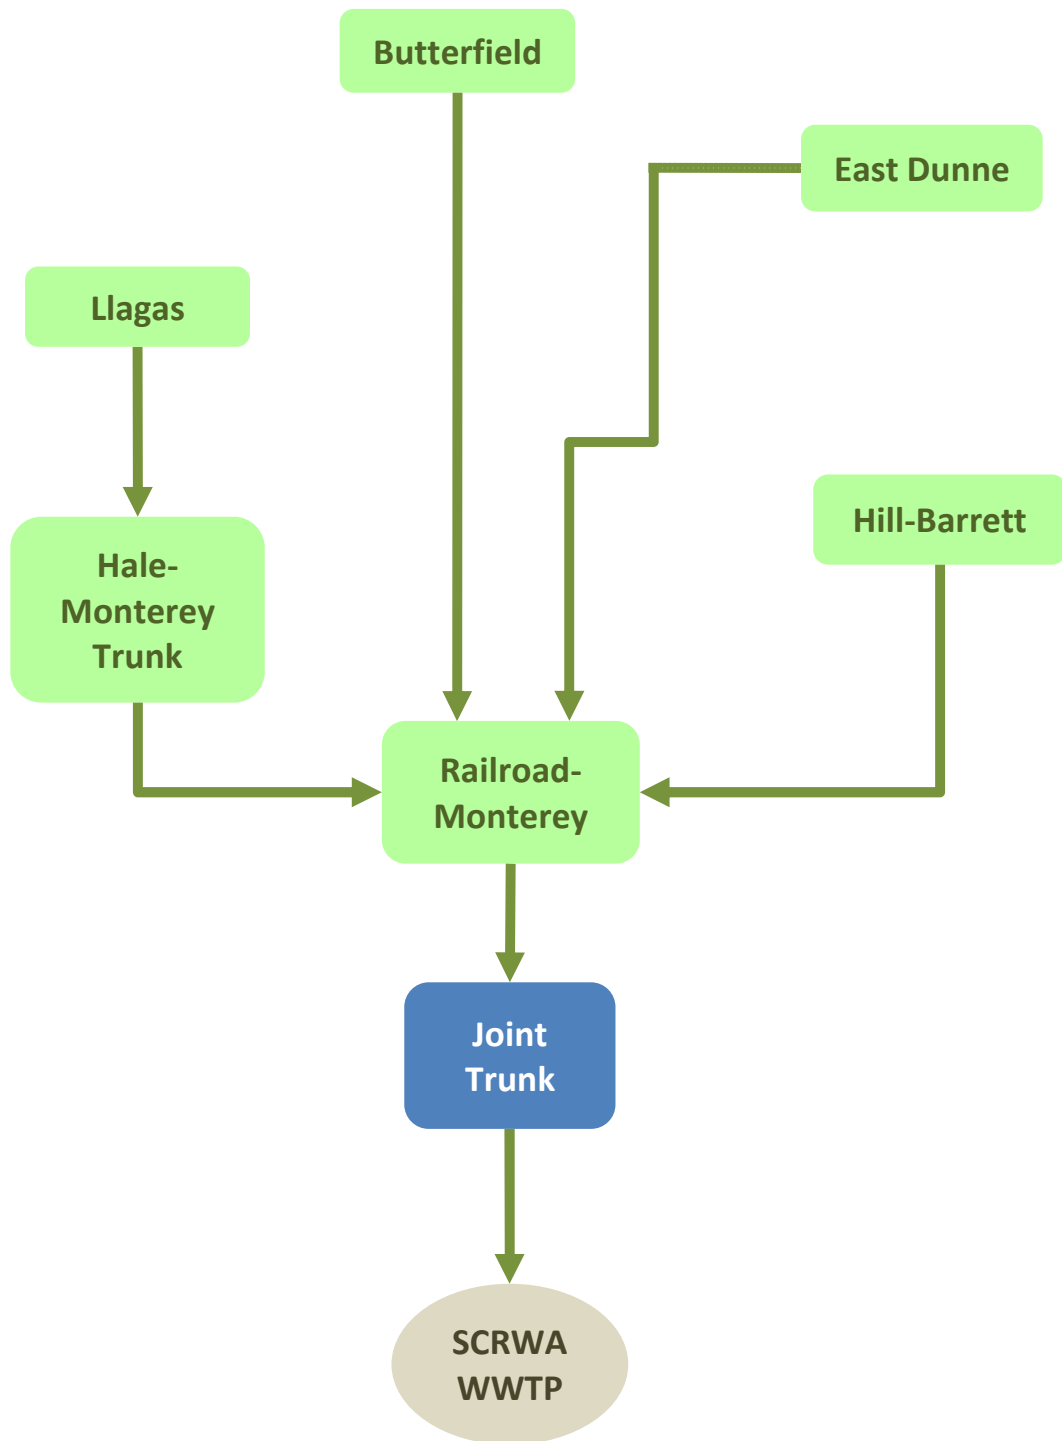 Butterfield
East Dunne
Llagas
Hill-Barrett
Hale-
Monterey
Trunk
Railroad-
Monterey
Joint
Trunk
SCRWA
WWTP